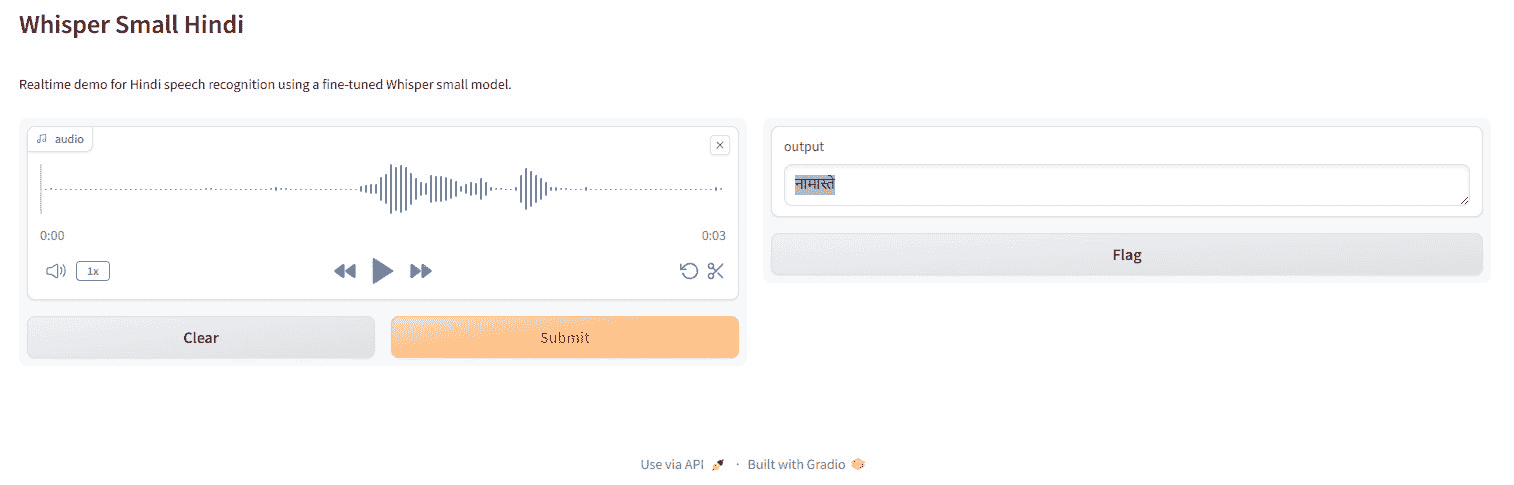 Whisper Small Hindi
Realtime demo for Hindi speech recognition using a fine-tuned Whisper small model.
audio
0:00
0:03
1x
Clear
Submit
output
नामास्ते
Flag
Use via API · Built with Gradio